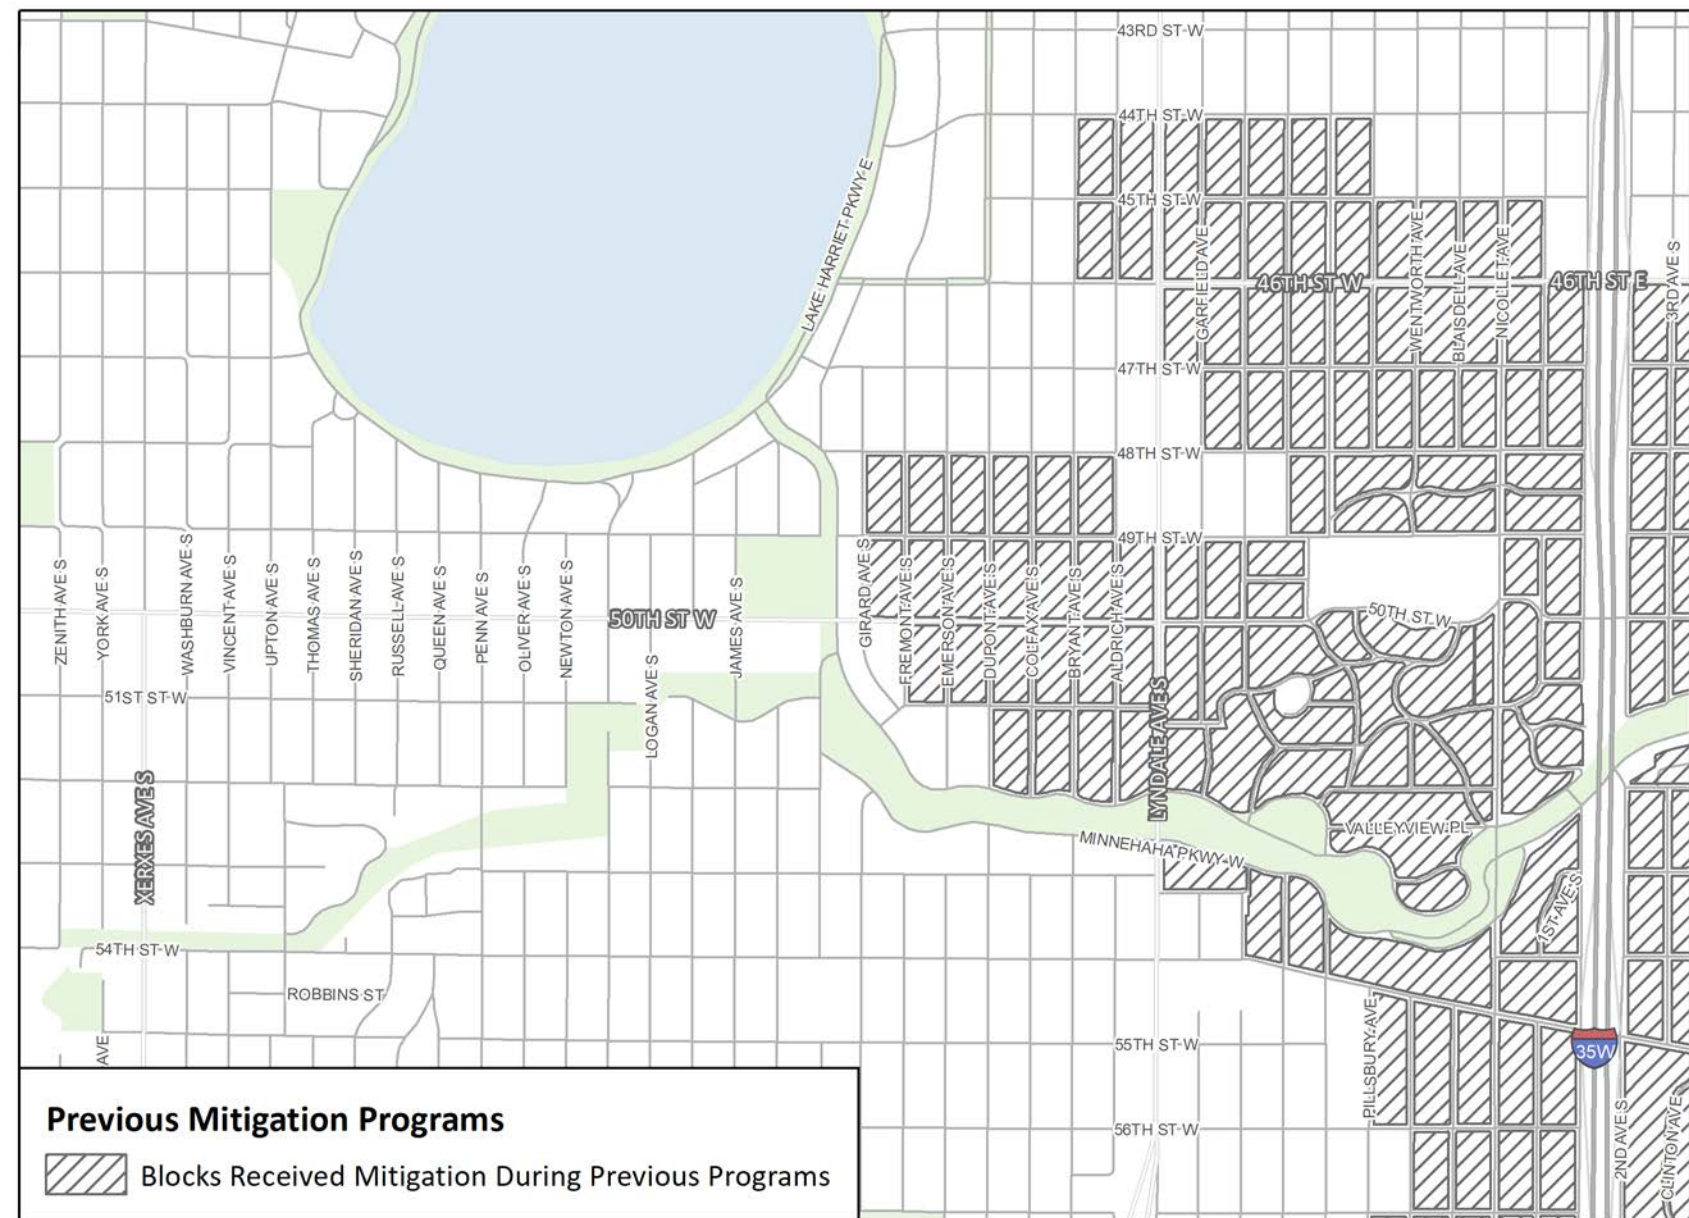 43RD ST W
44TH ST W
LAKE HARRIET PKWY E
45TH ST W
GARFIELD AVE
WENTWORTH AVE
BLAISDELL AVE
NICOLLET AVE
3RD AVE S
46TH ST W
46TH ST E
47TH ST W
48TH ST W
49TH ST W
ZENITH AVE S
YORK AVE S
WASHBURN AVE S
VINCENT AVE S
UPTON AVE S
THOMAS AVE S
SHERIDAN AVE S
RUSSELL AVE S
QUEEN AVE S
PENN AVE S
OLIVER AVE S
NEWTON AVE S
50TH ST W
LOGAN AVE S
JAMES AVE S
GIRARD AVE S
FREMONT AVE S
EMERSON AVE S
DUPONT AVE S
COLFAX AVE S
BRYANT AVE S
ALDRICH AVE S
50TH ST W
51ST ST W
LYNDALE AVE S
XERXES AVE S
VALLEY VIEW PL
MINNEHAHA PKWY W
1ST AVE S
54TH ST W
ROBBINS ST
AVE
55TH ST W
PILLSBURY AVE
35W
2ND AVE S
CLINTON AVE
56TH ST W
Previous Mitigation Programs
Blocks Received Mitigation During Previous Programs